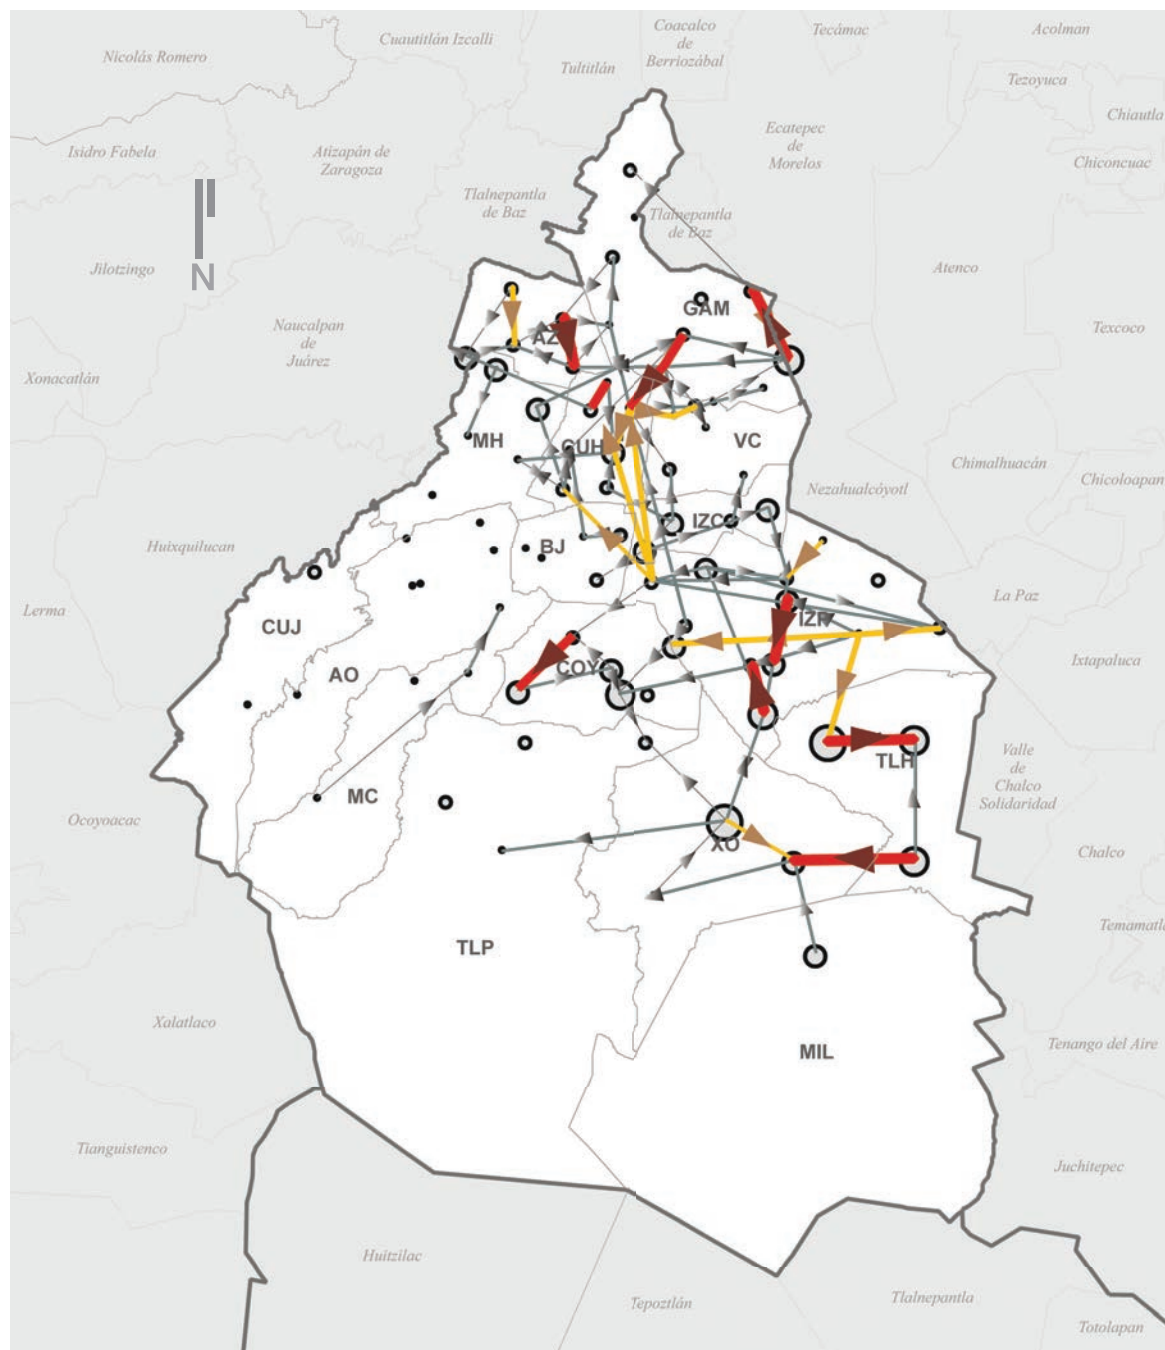 Coacalco
de
Berriozábal
Tecámac
Acolman
Cuautitlán Izcalli
Nicolás Romero
Tultitlán
Tezoyuca
Chiautla
Ecatepec
de
Morelos
Isidro Fabela
Atizapán de
Zaragoza
Chiconcuac
Tlalnepantla
de Baz
Tlalnepantla
de Baz
N
Jilotzingo
Atenco
GAM
Naucalpan
de
Juárez
AZ
Texcoco
Xonacatlán
MH
CUH
VC
Chimalhuacán
Chicoloapan
Nezahualcóyotl
IZC
Huixquilucan
BJ
La Paz
Lerma
CUJ
IZP
COY
Ixtapaluca
AO
Valle
de
Chalco
Solidaridad
TLH
MC
Ocoyoacac
XO
Chalco
Temamatla
TLP
Xalatlaco
Tenango del Aire
MIL
Tianguistenco
Juchitepec
Huitzilac
Tepoztlán
Tlalnepantla
Totolapan